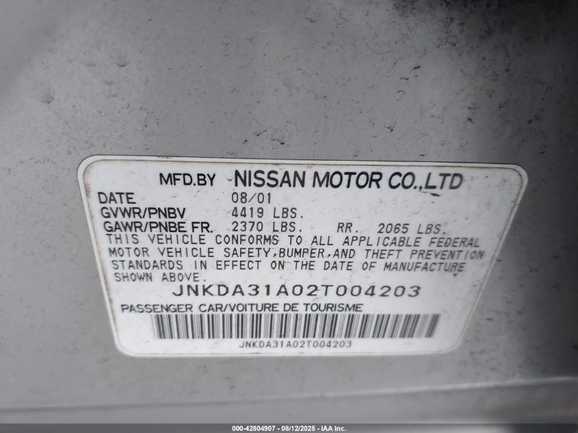 MFD.BY NISSAN MOTOR CO.,LTD
DATE 08/01
GVWR/PNBV 4419 LBS.
GAWR/PNBE FR. 2370 LBS. RR. 2065 LBS.
THIS VEHICLE CONFORMS TO ALL APPLICABLE FEDERAL
MOTOR VEHICLE SAFETY,BUMPER,AND THEFT PREVENTION
STANDARDS IN EFFECT ON THE DATE OF MANUFACTURE
SHOWN ABOVE.
JNKDA31A02T004203
PASSENGER CAR/VOITURE DE TOURISME
JNKDA31A02T004203
000-42804907 - 08/12/2025 - IAA Inc.